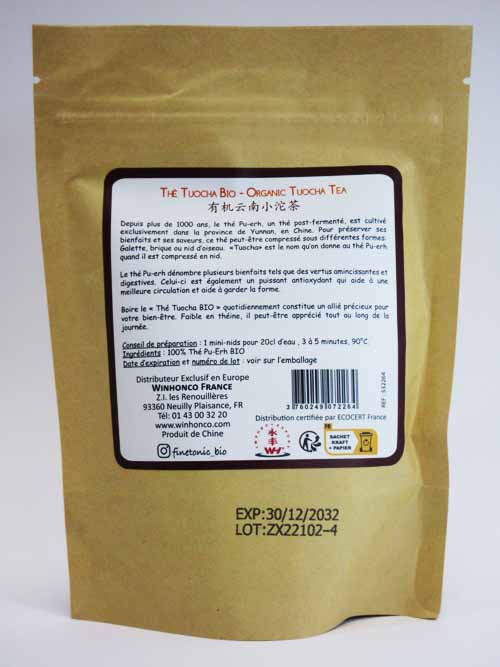 THÉ TUOCHA BIO - ORGANIC TUOCHA TEA
有机云南小沱茶
Depuis plus de 1000 ans, le thé Pu-erh, un thé post-fermenté, est cultivé
exclusivement dans la province de Yunnan, en Chine. Pour préserver ses
bienfaits et ses saveurs, ce thé peut-être compressé sous différentes formes:
Galette, brique ou nid d'oiseau. «Tuocha» est le nom qu'on donne au thé Pu-erh
quand il est compressé en nid.
Le thé Pu-erh dénombre plusieurs bienfaits tels que des vertus amincissantes et
digestives. Celui-ci est également un puissant antioxydant qui aide à une
meilleure circulation et aide à garder la forme.
Boire le « Thé Tuocha BIO » quotidiennement constitue un allié précieux pour
votre bien-être. Faible en théine, il peut-être apprécié tout au long de la
journée.
Conseil de préparation : 1 mini-nids pour 20cl d'eau , 3 à 5 minutes, 90°C
Ingrédients : 100% Thé Pu-Erh BIO
Date d'expiration et numéro de lot : voir sur l'emballage
Distributeur Exclusif en Europe
WINHONCO FRANCE
Z.I. les Renouillères
93360 Neuilly Plaisance, FR
Tél: 01 43 00 32 20
www.winhonco.com
Produit de Chine
finetonic_bio
3 760249 072264
REF : S32264
Distribution certifiée par ECOCERT France
WH
FR
SACHET
KRAFT
+ PAPIER
EXP:30/12/2032
LOT:ZX22102-4